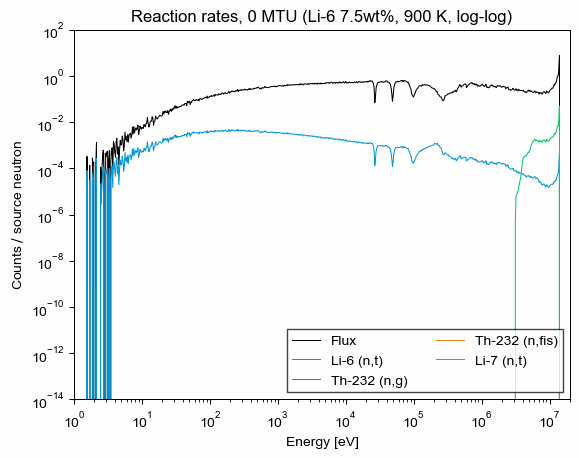 Reaction rates, 0 MTU (Li-6 7.5wt%, 900 K, log-log)
Counts / source neutron
10^2
10^0
10^−2
10^−4
10^−6
10^−8
10^−10
10^−12
10^−14
Flux
Li-6 (n,t)
Th-232 (n,g)
Th-232 (n,fis)
Li-7 (n,t)
10^0 10^1 10^2 10^3 10^4 10^5 10^6 10^7
Energy [eV]